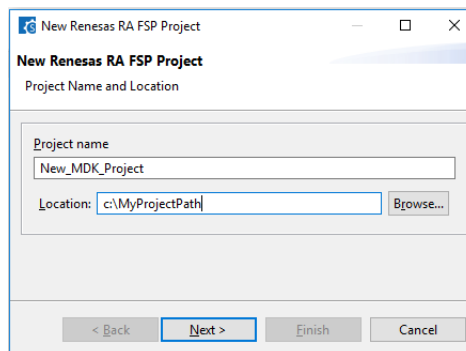 New Renesas RA FSP Project
New Renesas RA FSP Project
Project Name and Location
Project name
New_MDK_Project
Location: c:\MyProjectPath Browse...
< Back Next > Finish Cancel